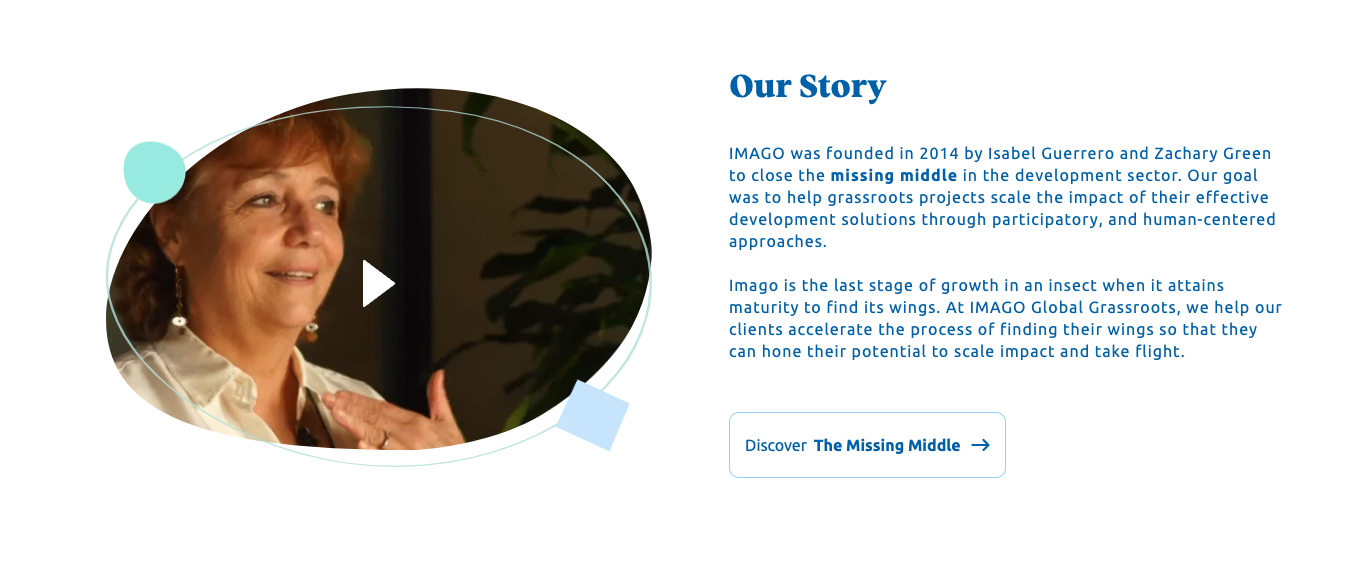 Our Story
IMAGO was founded in 2014 by Isabel Guerrero and Zachary Green
to close the missing middle in the development sector. Our goal
was to help grassroots projects scale the impact of their effective
development solutions through participatory, and human-centered
approaches.
Imago is the last stage of growth in an insect when it attains
maturity to find its wings. At IMAGO Global Grassroots, we help our
clients accelerate the process of finding their wings so that they
can hone their potential to scale impact and take flight.
Discover The Missing Middle →